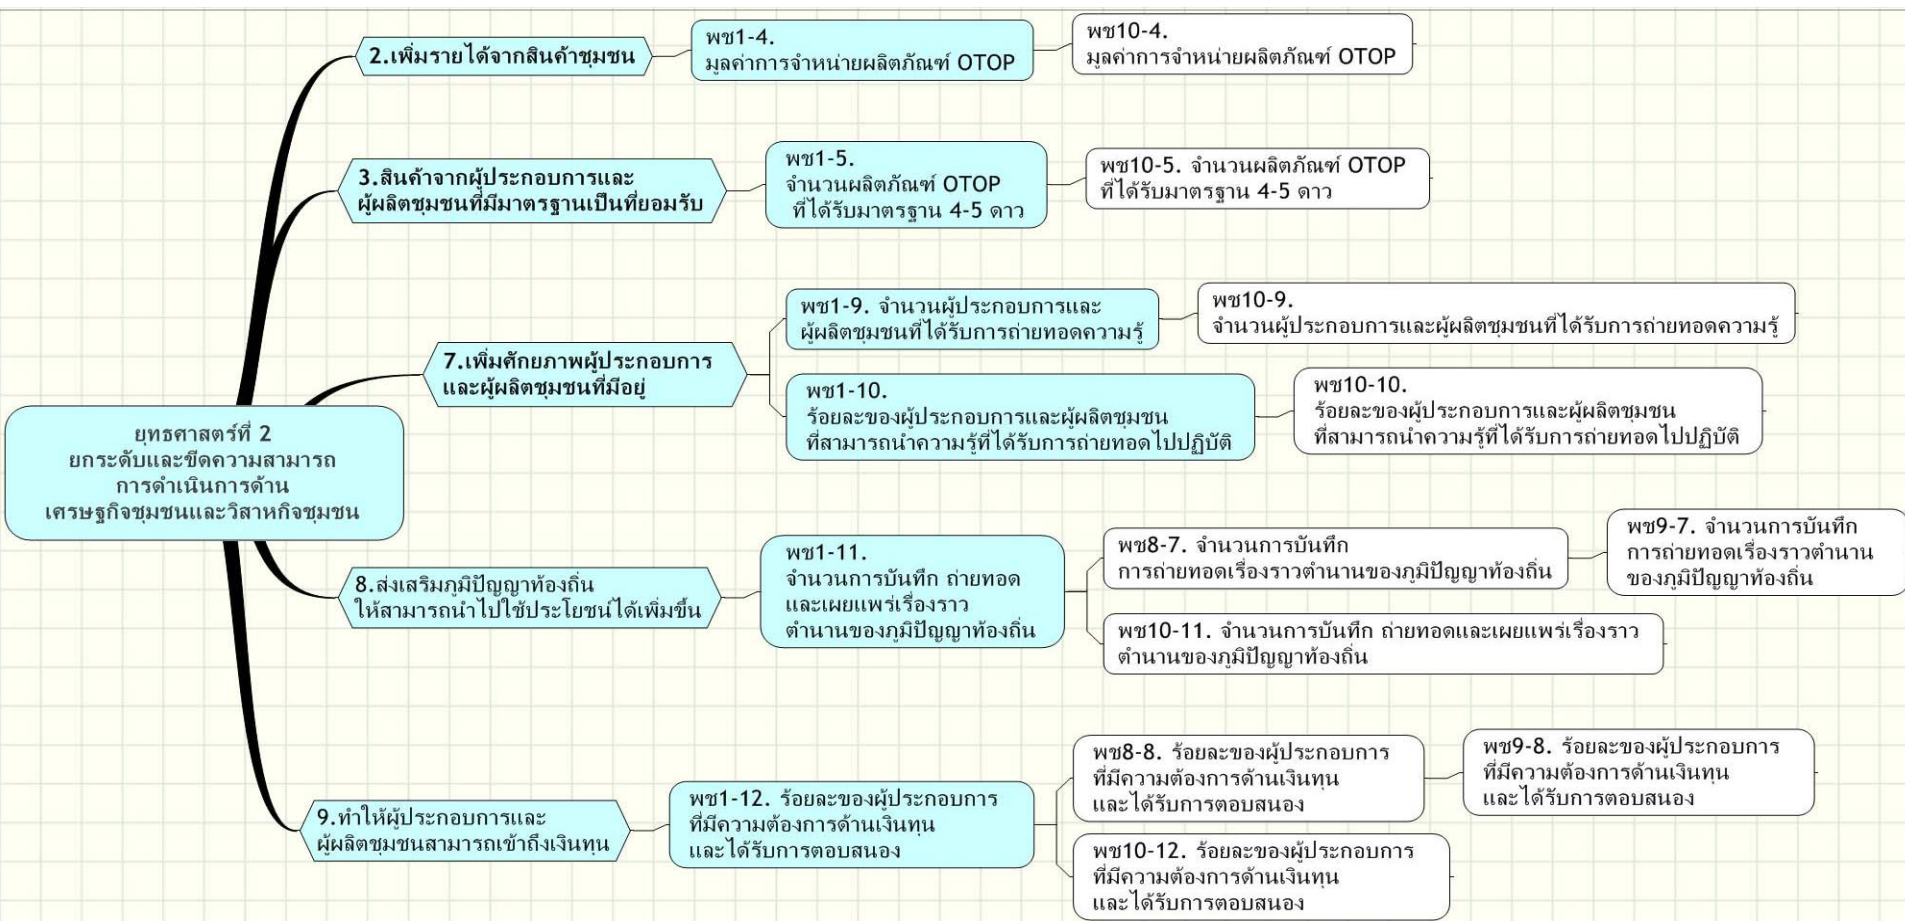 2.เพิ่มรายได้จากสินค้าชุมชน
พช1-4.
มูลค่าการจำหน่ายผลิตภัณฑ์ OTOP
พช10-4.
มูลค่าการจำหน่ายผลิตภัณฑ์ OTOP
3.สินค้าจากผู้ประกอบการและ
ผู้ผลิตชุมชนที่มีมาตรฐานเป็นที่ยอมรับ
พช1-5.
จำนวนผลิตภัณฑ์ OTOP
ที่ได้รับมาตรฐาน 4-5 ดาว
พช10-5. จำนวนผลิตภัณฑ์ OTOP
ที่ได้รับมาตรฐาน 4-5 ดาว
7.เพิ่มศักยภาพผู้ประกอบการ
และผู้ผลิตชุมชนที่มีอยู่
พช1-9. จำนวนผู้ประกอบการและ
ผู้ผลิตชุมชนที่ได้รับการถ่ายทอดความรู้
พช10-9.
จำนวนผู้ประกอบการและผู้ผลิตชุมชนที่ได้รับการถ่ายทอดความรู้
พช1-10.
ร้อยละของผู้ประกอบการและผู้ผลิตชุมชน
ที่สามารถนำความรู้ที่ได้รับการถ่ายทอดไปปฏิบัติ
พช10-10.
ร้อยละของผู้ประกอบการและผู้ผลิตชุมชน
ที่สามารถนำความรู้ที่ได้รับการถ่ายทอดไปปฏิบัติ
ยุทธศาสตร์ที่ 2
ยกระดับและขีดความสามารถ
การดำเนินการด้าน
เศรษฐกิจชุมชนและวิสาหกิจชุมชน
8.ส่งเสริมภูมิปัญญาท้องถิ่น
ให้สามารถนำไปใช้ประโยชน์ได้เพิ่มขึ้น
พช1-11.
จำนวนการบันทึก ถ่ายทอด
และเผยแพร่เรื่องราว
ตำนานของภูมิปัญญาท้องถิ่น
พช8-7. จำนวนการบันทึก
การถ่ายทอดเรื่องราวตำนานของภูมิปัญญาท้องถิ่น
พช9-7. จำนวนการบันทึก
การถ่ายทอดเรื่องราวตำนาน
ของภูมิปัญญาท้องถิ่น
พช10-11. จำนวนการบันทึก ถ่ายทอดและเผยแพร่เรื่องราว
ตำนานของภูมิปัญญาท้องถิ่น
9.ทำให้ผู้ประกอบการและ
ผู้ผลิตชุมชนสามารถเข้าถึงเงินทุน
พช1-12. ร้อยละของผู้ประกอบการ
ที่มีความต้องการด้านเงินทุน
และได้รับการตอบสนอง
พช8-8. ร้อยละของผู้ประกอบการ
ที่มีความต้องการด้านเงินทุน
และได้รับการตอบสนอง
พช9-8. ร้อยละของผู้ประกอบการ
ที่มีความต้องการด้านเงินทุน
และได้รับการตอบสนอง
พช10-12. ร้อยละของผู้ประกอบการ
ที่มีความต้องการด้านเงินทุน
และได้รับการตอบสนอง